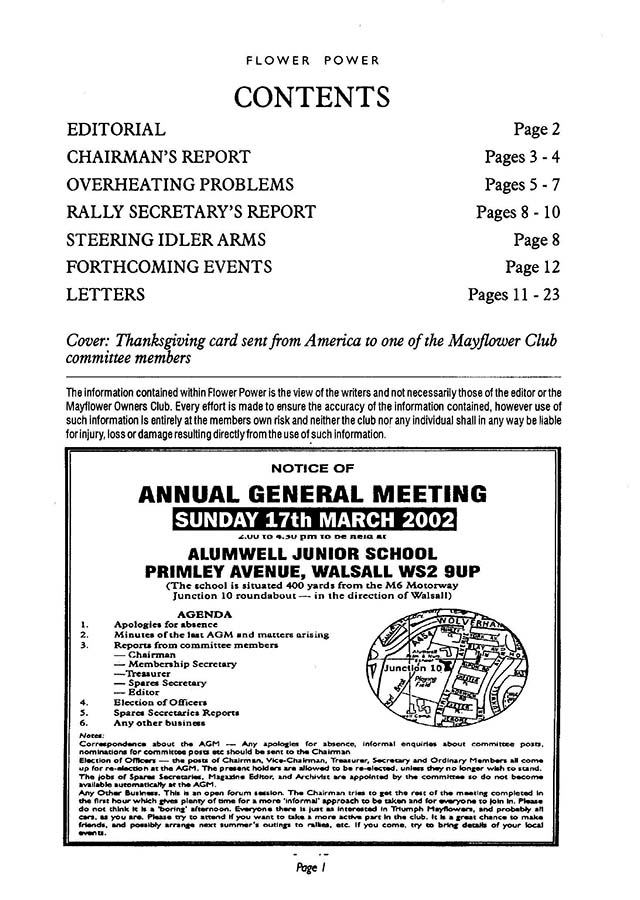 FLOWER POWER
CONTENTS
EDITORIAL Page 2
CHAIRMAN'S REPORT Pages 3 - 4
OVERHEATING PROBLEMS Pages 5 - 7
RALLY SECRETARY'S REPORT Pages 8 - 10
STEERING IDLER ARMS Page 8
FORTHCOMING EVENTS Page 12
LETTERS Pages 11 - 23
Cover: Thanksgiving card sent from America to one of the Mayflower Club
committee members
The information contained within Flower Power is the view of the writers and not necessarily those of the editor or the
Mayflower Owners Club. Every effort is made to ensure the accuracy of the information contained, however use of
such information is entirely at the members own risk and neither the club nor any individual shall in any way be liable
for injury, loss or damage resulting directly from the use of such information.
NOTICE OF
ANNUAL GENERAL MEETING
SUNDAY 17th MARCH 2002
2.00 to 4.30 pm to be held at
ALUMWELL JUNIOR SCHOOL
PRIMLEY AVENUE, WALSALL WS2 9UP
(The school is situated 400 yards from the M6 Motorway
Junction 10 roundabout — in the direction of Walsall)
AGENDA
1. Apologies for absence
2. Minutes of the last AGM and matters arising
3. Reports from committee members
— Chairman
— Membership Secretary
—Treasurer
— Spares Secretary
— Editor
4. Election of Officers
5. Spares Secretaries Reports
6. Any other business
WOLVERHAM
Junction 10
Playing
Field
Notes:
Correspondence about the AGM — Any apologies for absence, informal enquiries about committee posts,
nominations for committee posts etc should be sent to the Chairman
Election of Officers — the posts of Chairman, Vice-Chairman, Treasurer, Secretary and Ordinary Members all come
up for re-election at the AGM. The present holders are allowed to be re-elected, unless they no longer wish to stand.
The jobs of Spares Secretaries, Magazine Editor, and Archivist are appointed by the committee so do not become
available automatically at the AGM.
Any Other Business. This is an open forum session. The Chairman tries to get the rest of the meeting completed in
the first hour which gives plenty of time for a more 'informal' approach to be taken and for everyone to join in. Please
do not think it is a 'boring' afternoon. Everyone there is just as interested in Triumph Mayflowers, and probably all
cars, as you are. Please try to attend if you want to take a more active part in the club. It is a great chance to make
friends, and possibly arrange next summer's outings to rallies, etc. If you come, try to bring details of your local
events.
Page 1